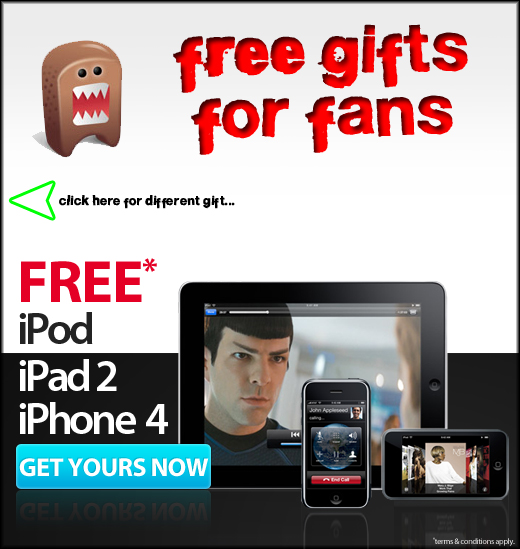 free gifts
for fans
click here for different gift...
FREE*
iPod
iPad 2
iPhone 4
GET YOURS NOW
John Appleseed
calling...
End Call
*terms & conditions apply.